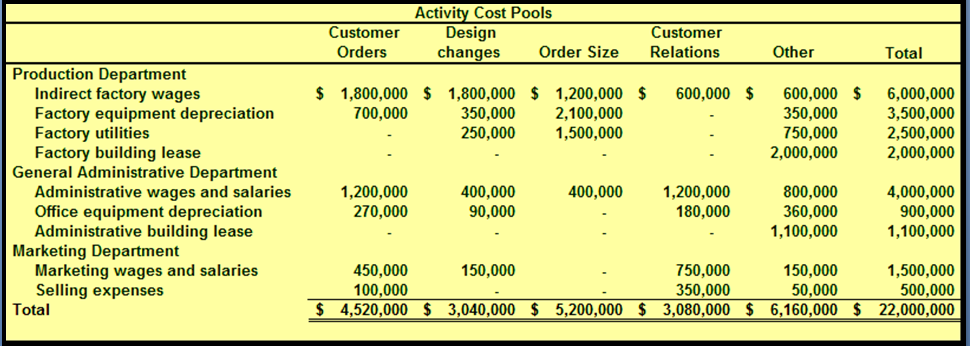 Activity Cost Pools
Customer Design Customer
Orders changes Order Size Relations Other Total
Production Department
Indirect factory wages $ 1,800,000 $ 1,800,000 $ 1,200,000 $ 600,000 $ 600,000 $ 6,000,000
Factory equipment depreciation 700,000 350,000 2,100,000 - 350,000 3,500,000
Factory utilities - 250,000 1,500,000 - 750,000 2,500,000
Factory building lease - - - - 2,000,000 2,000,000
General Administrative Department
Administrative wages and salaries 1,200,000 400,000 400,000 1,200,000 800,000 4,000,000
Office equipment depreciation 270,000 90,000 - 180,000 360,000 900,000
Administrative building lease - - - - 1,100,000 1,100,000
Marketing Department
Marketing wages and salaries 450,000 150,000 - 750,000 150,000 1,500,000
Selling expenses 100,000 - - 350,000 50,000 500,000
Total $ 4,520,000 $ 3,040,000 $ 5,200,000 $ 3,080,000 $ 6,160,000 $ 22,000,000